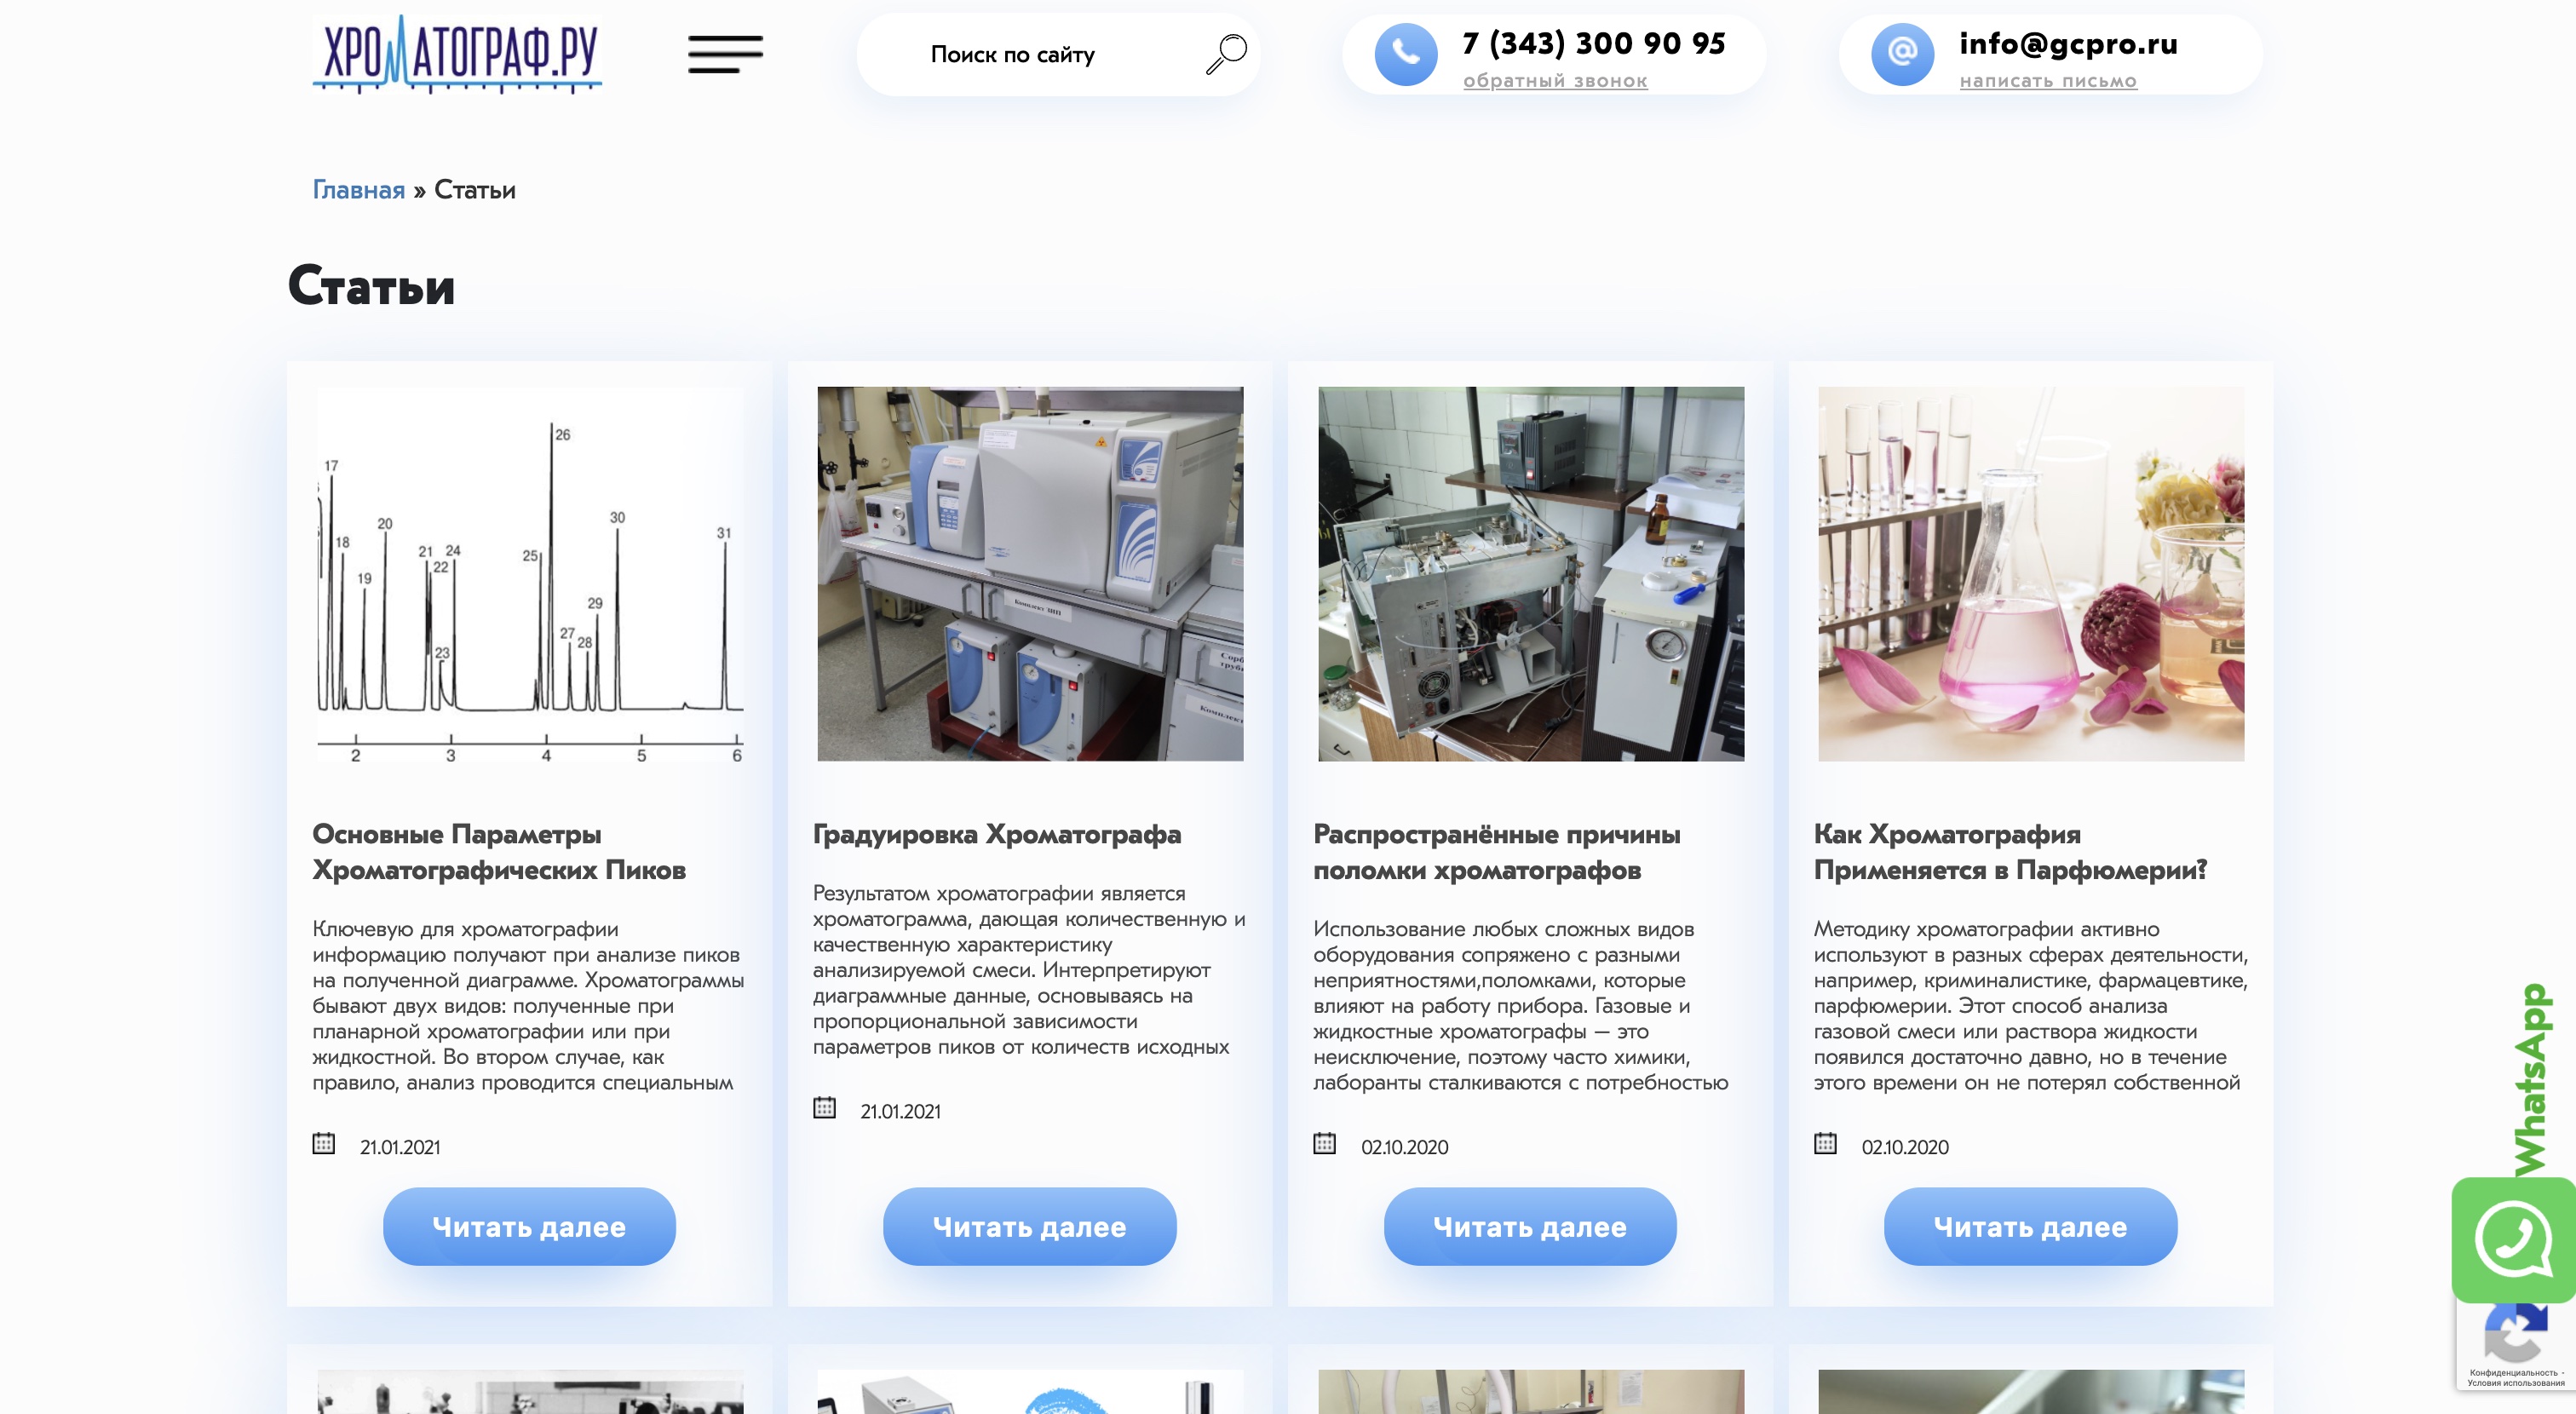 ХРОМАТОГРАФ.РУ
Поиск по сайту
7 (343) 300 90 95
обратный звонок
info@gcpro.ru
написать письмо
Главная » Статьи
Статьи
17
18
19
20
21
22
23
24
25
26
27
28
29
30
31
2 3 4 5 6
Комплект ЗИП
Основные Параметры
Хроматографических Пиков
Ключевую для хроматографии
информацию получают при анализе пиков
на полученной диаграмме. Хроматограммы
бывают двух видов: полученные при
планарной хроматографии или при
жидкостной. Во втором случае, как
правило, анализ проводится специальным
21.01.2021
Читать далее
Градуировка Хроматографа
Результатом хроматографии является
хроматограмма, дающая количественную и
качественную характеристику
анализируемой смеси. Интерпретируют
диаграммные данные, основываясь на
пропорциональной зависимости
параметров пиков от количеств исходных
21.01.2021
Читать далее
Распространённые причины
поломки хроматографов
Использование любых сложных видов
оборудования сопряжено с разными
неприятностями,поломками, которые
влияют на работу прибора. Газовые и
жидкостные хроматографы – это
неисключение, поэтому часто химики,
лаборанты сталкиваются с потребностью
02.10.2020
Читать далее
Как Хроматография
Применяется в Парфюмерии?
Методику хроматографии активно
используют в разных сферах деятельности,
например, криминалистике, фармацевтике,
парфюмерии. Этот способ анализа
газовой смеси или раствора жидкости
появился достаточно давно, но в течение
этого времени он не потерял собственной
02.10.2020
Читать далее
WhatsApp
Конфиденциальность -
Условия использования